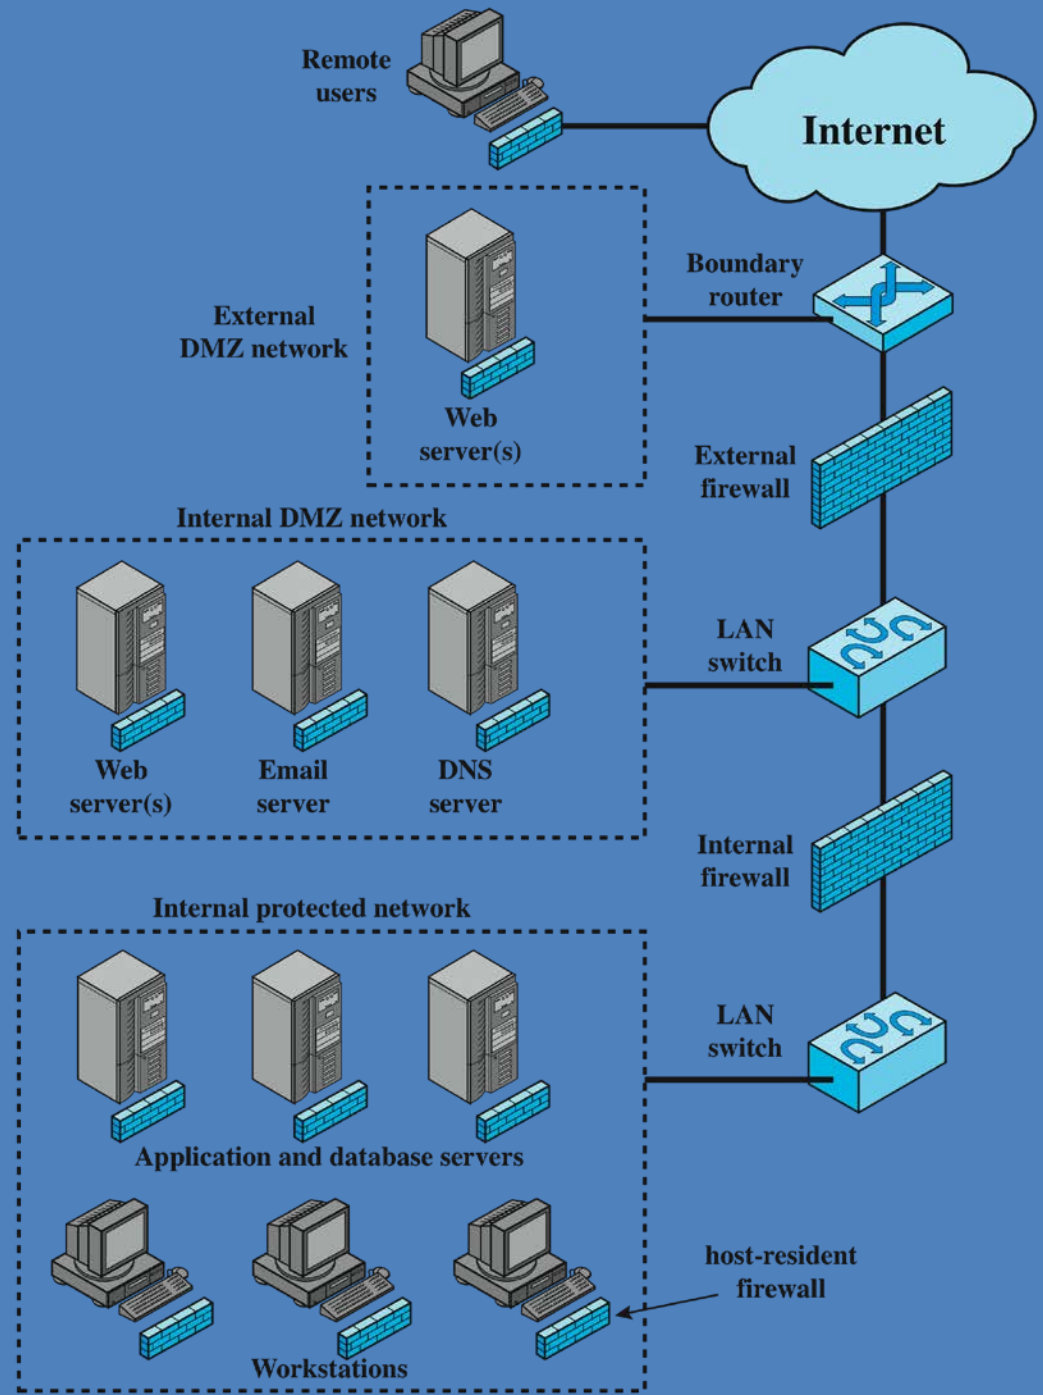 Remote
users
Internet
Boundary
router
External
DMZ network
Web
server(s)
External
firewall
Internal DMZ network
LAN
switch
Web
server(s)
Email
server
DNS
server
Internal
firewall
Internal protected network
LAN
switch
Application and database servers
host-resident
firewall
Workstations